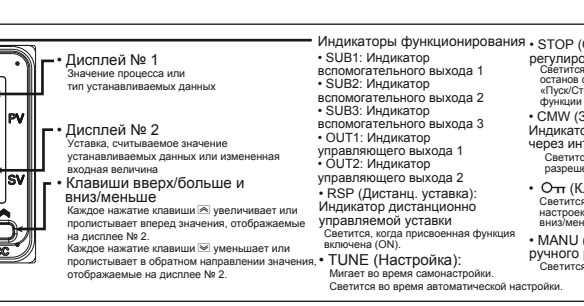 • Дисплей № 1
Значение процесса или
тип устанавливаемых данных
PV
• Дисплей № 2
Уставка, считываемое значение
устанавливаемых данных или измененная
входная величина
SV
• Клавиши вверх/больше и
вниз/меньше
Каждое нажатие клавиши увеличивает или
пролистывает вперед значения, отображаемые
на дисплее № 2.
Каждое нажатие клавиши уменьшает или
пролистывает в обратном направлении значения,
отображаемые на дисплее № 2.
Индикаторы функционирования
• SUB1: Индикатор
вспомогательного выхода 1
• SUB2: Индикатор
вспомогательного выхода 2
• SUB3: Индикатор
вспомогательного выхода 3
• OUT1: Индикатор
управляющего выхода 1
• OUT2: Индикатор
управляющего выхода 2
• RSP (Дистанц. уставка):
Индикатор дистанционно
управляемой уставки
Светится, когда присвоенная функция
включена (ON).
• TUNE (Настройка):
Мигает во время самонастройки.
Светится во время автоматической настройки.
• STOP (
регулиро
Светится
останов
«Пуск/Ст
функции
• CMW (З
Индикато
через ин
Светитс
разреше
• (К
Светится
настроек
вниз/мен
• MANU (
ручного р
Светится